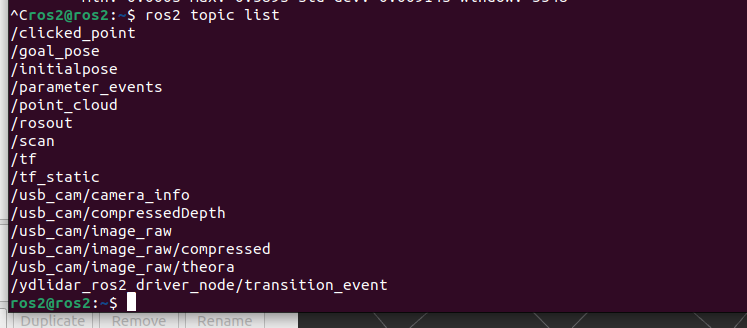 ^Cros2@ros2:~$ ros2 topic list
/clicked_point
/goal_pose
/initialpose
/parameter_events
/point_cloud
/rosout
/scan
/tf
/tf_static
/usb_cam/camera_info
/usb_cam/compressedDepth
/usb_cam/image_raw
/usb_cam/image_raw/compressed
/usb_cam/image_raw/theora
/ydlidar_ros2_driver_node/transition_event
ros2@ros2:~$
Duplicate Remove Rename